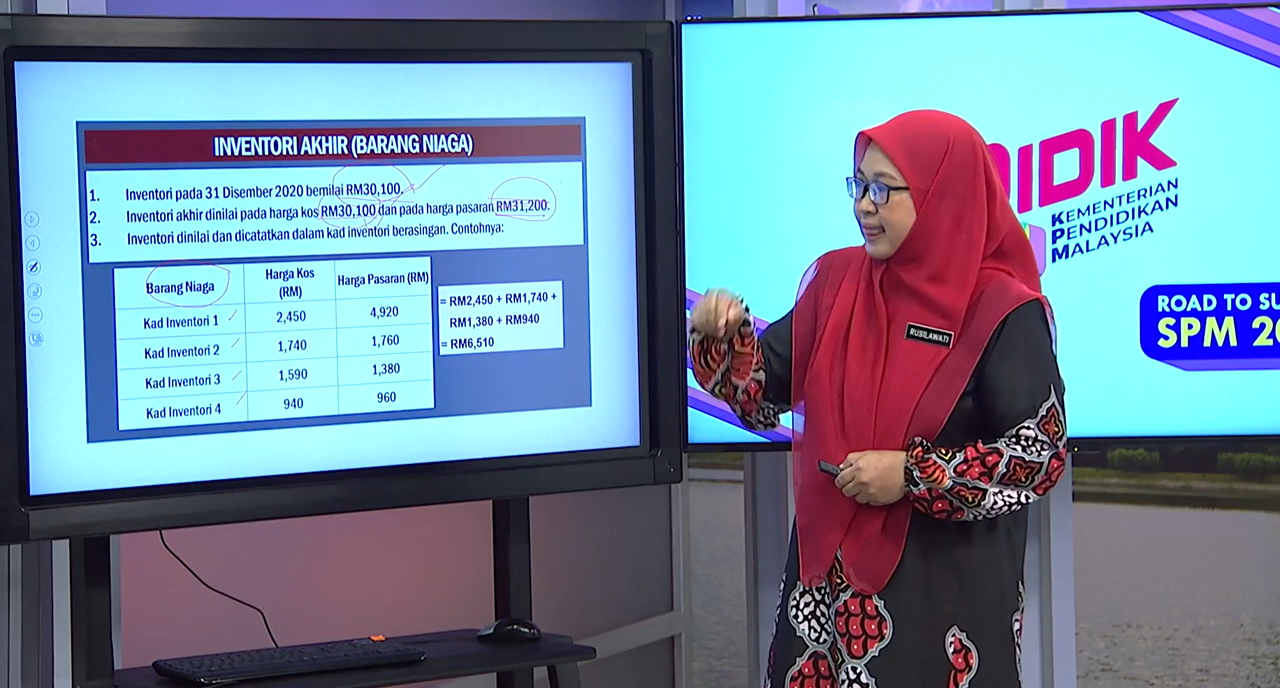 INVENTORI AKHIR (BARANG NIAGA)
1. Inventori pada 31 Disember 2020 bernilai RM30,100.
2. Inventori akhir dinilai pada harga kos RM30,100 dan pada harga pasaran RM31,200.
3. Inventori dinilai dan dicatatkan dalam kad inventori berasingan. Contohnya:
Barang Niaga Harga Kos (RM) Harga Pasaran (RM)
Kad Inventori 1 2,450 4,920
Kad Inventori 2 1,740 1,760
Kad Inventori 3 1,590 1,380
Kad Inventori 4 940 960
= RM2,450 + RM1,740 +
RM1,380 + RM940
= RM6,510
RUSILAWATI
IDIK
KEMENTERIAN
PENDIDIKAN
MALAYSIA
ROAD TO SU
SPM 20